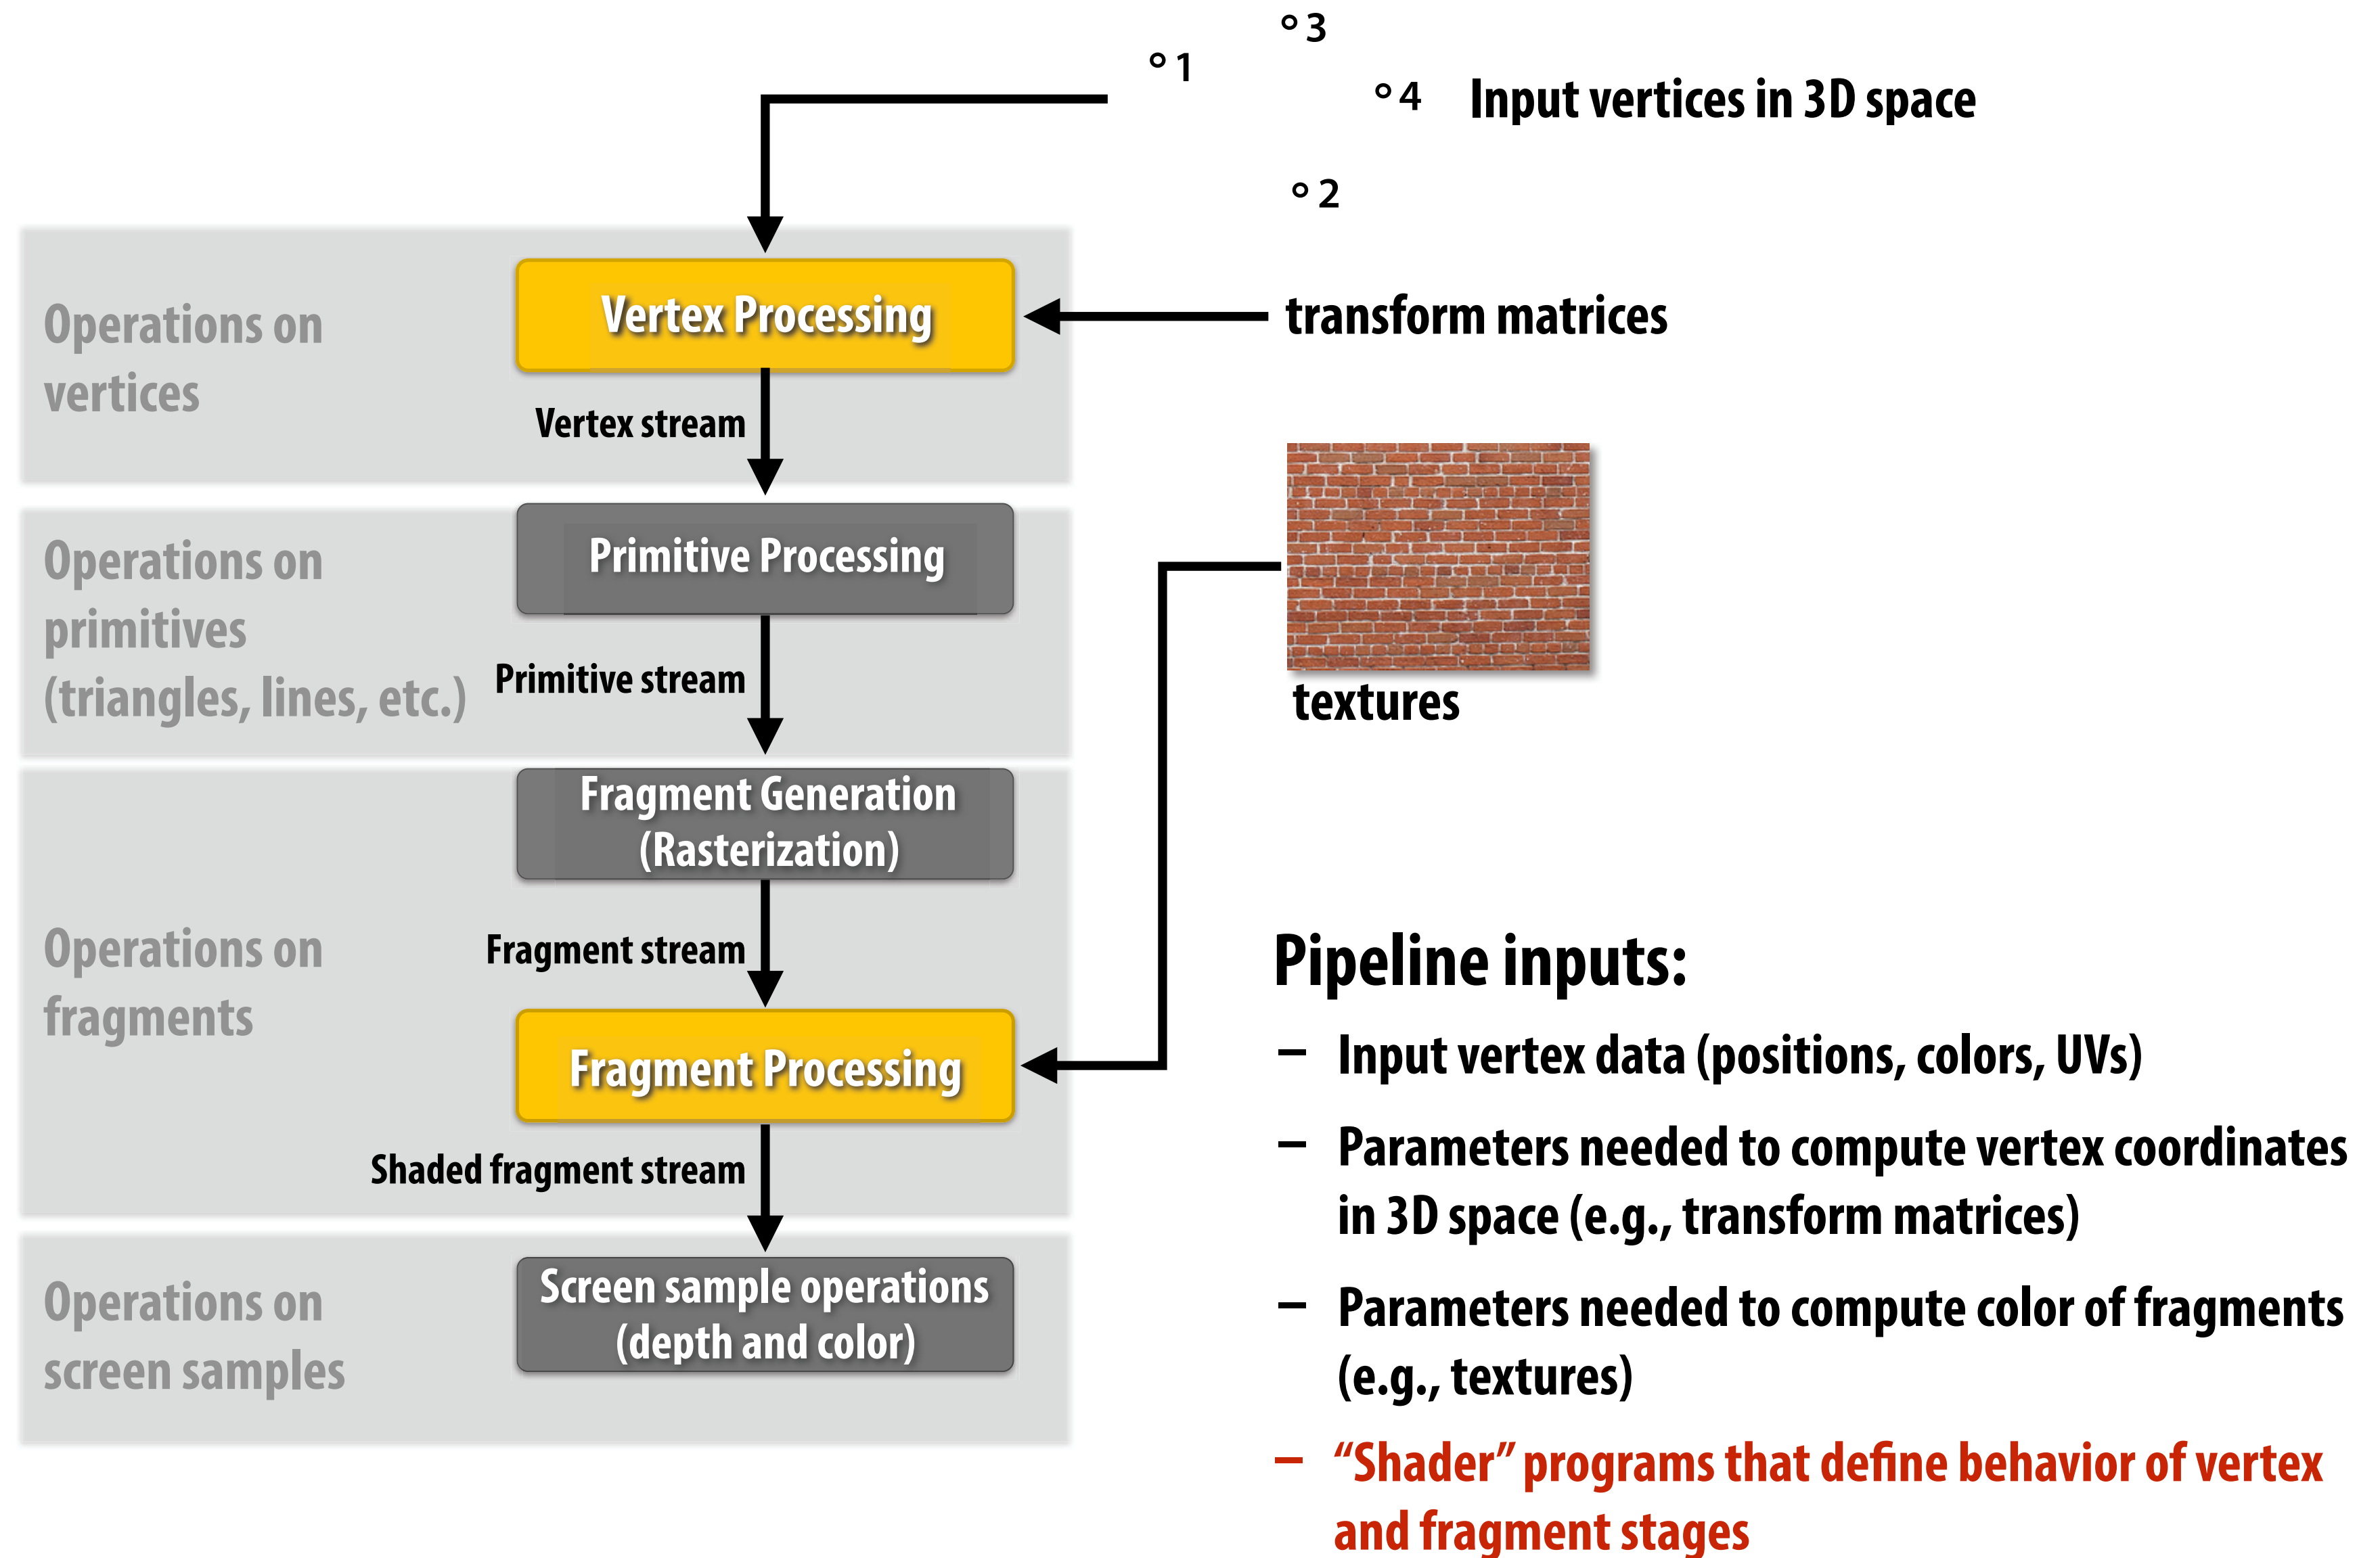 3
1
4
Input vertices in 3D space
2
Operations on
vertices
Vertex Processing
transform matrices
Vertex stream
Operations on
primitives
(triangles, lines, etc.)
Primitive Processing
Primitive stream
textures
Fragment Generation
(Rasterization)
Operations on
fragments
Fragment stream
Fragment Processing
Shaded fragment stream
Operations on
screen samples
Screen sample operations
(depth and color)
Pipeline inputs:
– Input vertex data (positions, colors, UVs)
– Parameters needed to compute vertex coordinates
in 3D space (e.g., transform matrices)
– Parameters needed to compute color of fragments
(e.g., textures)
– “Shader” programs that define behavior of vertex
and fragment stages